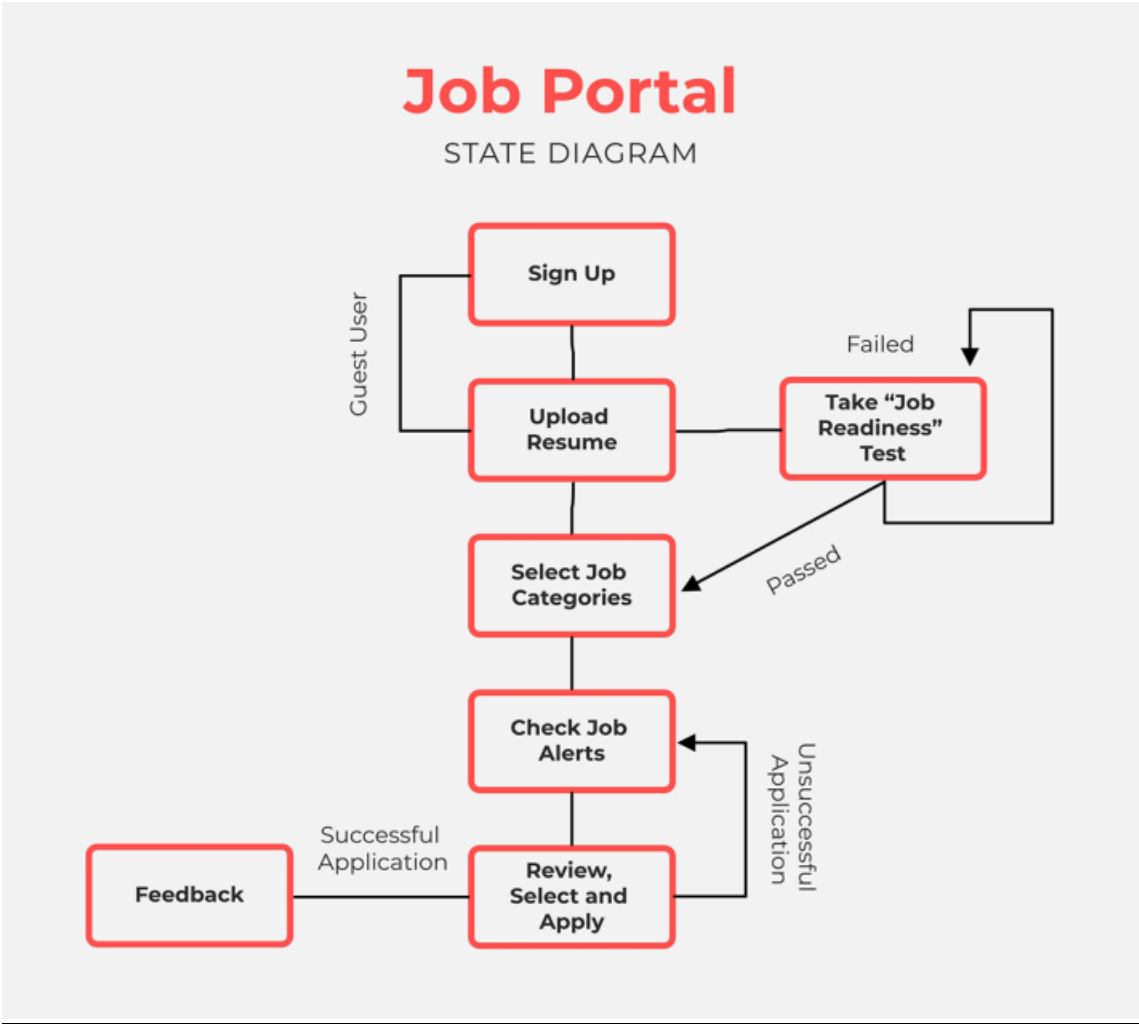 Job Portal
STATE DIAGRAM
Sign Up
Guest User
Failed
Upload
Resume
Take “Job
Readiness”
Test
Passed
Select Job
Categories
Check Job
Alerts
Unsuccessful
Application
Successful
Application
Feedback
Review,
Select and
Apply